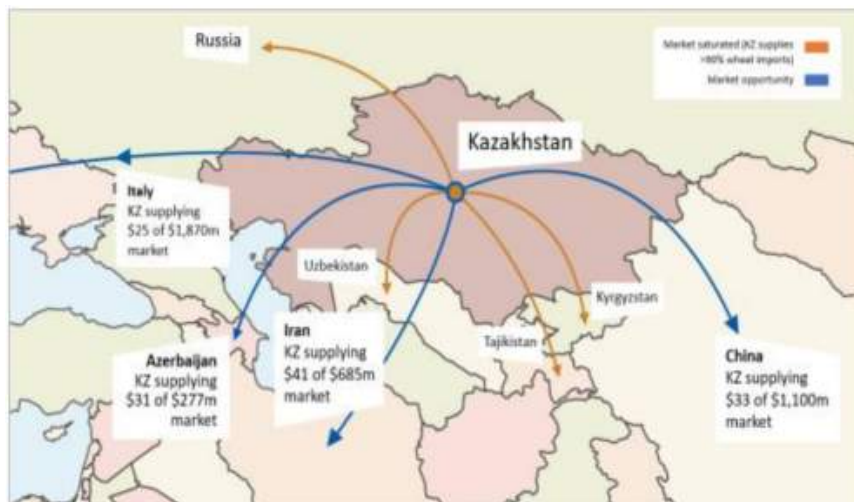 Russia
Market saturated (KZ supplies
>80% wheat imports)
Market opportunity
Kazakhstan
Italy
KZ supplying
$25 of $1,870m
market
Uzbekistan
Kyrgyzstan
Tajikistan
Azerbaijan
KZ supplying
$31 of $277m
market
Iran
KZ supplying
$41 of $685m
market
China
KZ supplying
$33 of $1,100m
market